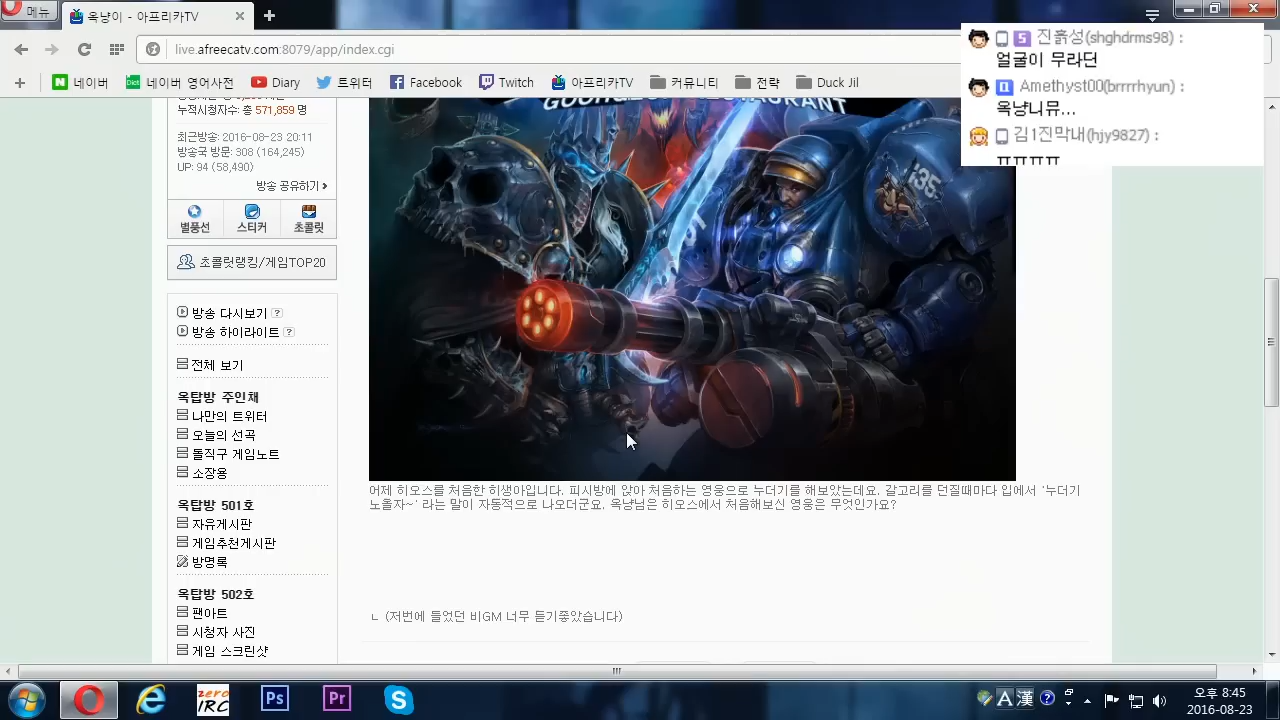 메뉴
옥냥이 - 아프리카TV
live.afreecatv.com:8079/app/index.cgi
네이버
네이버 영어사전
Dian
트위터
Facebook
Twitch
아프리카TV
커뮤니티
전략
Duck Jil
진흙성(shghdrms98) :
얼굴이 무라던
Amethyst00(brrrrhyun) :
옥냥니뮤...
김1진막내(hjy9827) :
ㅠㅠㅠㅠ
누적시청자수: 총 571,859
최근방송: 2016-08-23 20:11
방송국 방문: 308
UP: 94 (58,490)
방송 공유하기
별풍선
스티커
초콜릿
초콜릿랭킹/게임TOP20
방송 다시보기 ?
방송 하이라이트 ?
전체 보기
옥탑방 주인채
나만의 트위터
오늘의 선곡
돌직구 게임노트
소장용
옥탑방 501호
자유게시판
게임추천게시판
방명록
옥탑방 502호
팬아트
시청자 사진
게임 스크린샷
어제 히오스를 처음한 히생아입니다. 피시방에 앉아 처음하는 영웅으로 누더기를 해보았는데요. 갈고리를 던질때마다 입에서 '누더기
노올자~' 라는 말이 자동적으로 나오더군요. 옥냥님은 히오스에서 처음해보신 영웅은 무엇인가요?
ㄴ (저번에 들었던 비GM 너무 듣기좋았습니다)
zero
IRC
Ps
Pr
A 漢
오후 8:45
2016-08-23